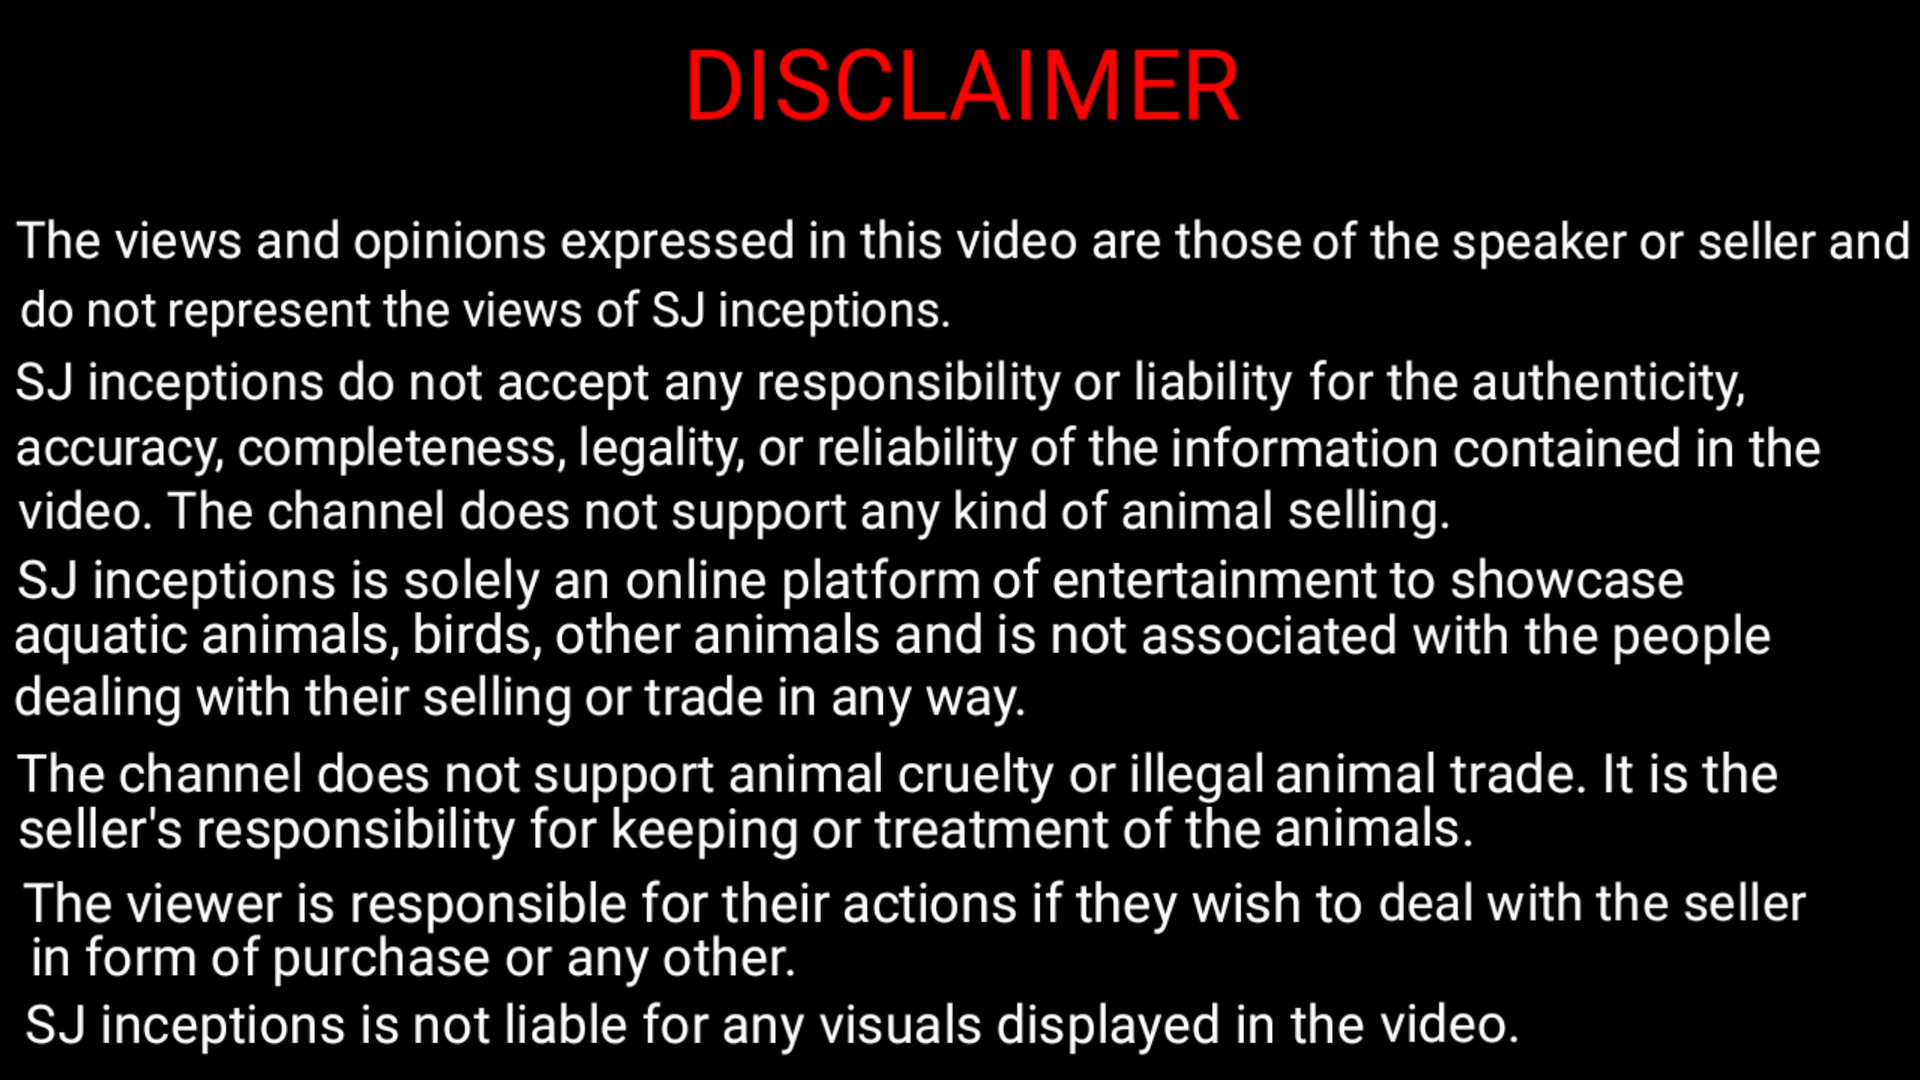 DISCLAIMER
The views and opinions expressed in this video are those of the speaker or seller and
do not represent the views of SJ inceptions.
SJ inceptions do not accept any responsibility or liability for the authenticity,
accuracy, completeness, legality, or reliability of the information contained in the
video. The channel does not support any kind of animal selling.
SJ inceptions is solely an online platform of entertainment to showcase
aquatic animals, birds, other animals and is not associated with the people
dealing with their selling or trade in any way.
The channel does not support animal cruelty or illegal animal trade. It is the
seller's responsibility for keeping or treatment of the animals.
The viewer is responsible for their actions if they wish to deal with the seller
in form of purchase or any other.
SJ inceptions is not liable for any visuals displayed in the video.